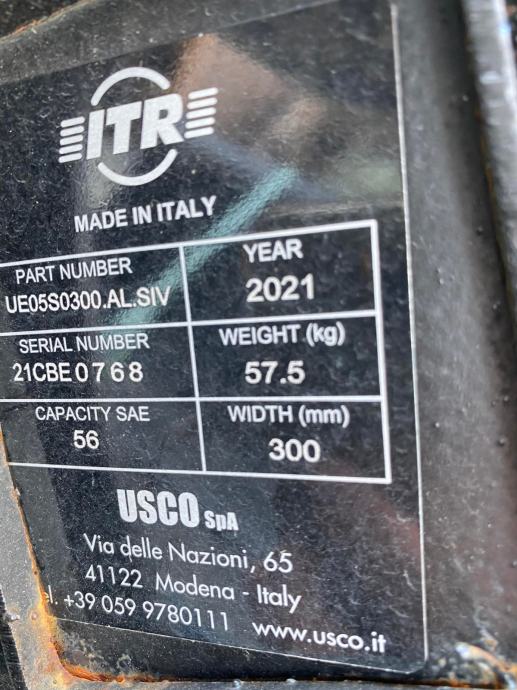 ITR
MADE IN ITALY
PART NUMBER
UE05S0300.AL.SIV
YEAR
2021
SERIAL NUMBER
21CBE0768
WEIGHT (kg)
57.5
CAPACITY SAE
56
WIDTH (mm)
300
USCO SpA
Via delle Nazioni, 65
41122 Modena - Italy
el. +39 059 9780111 www.usco.it